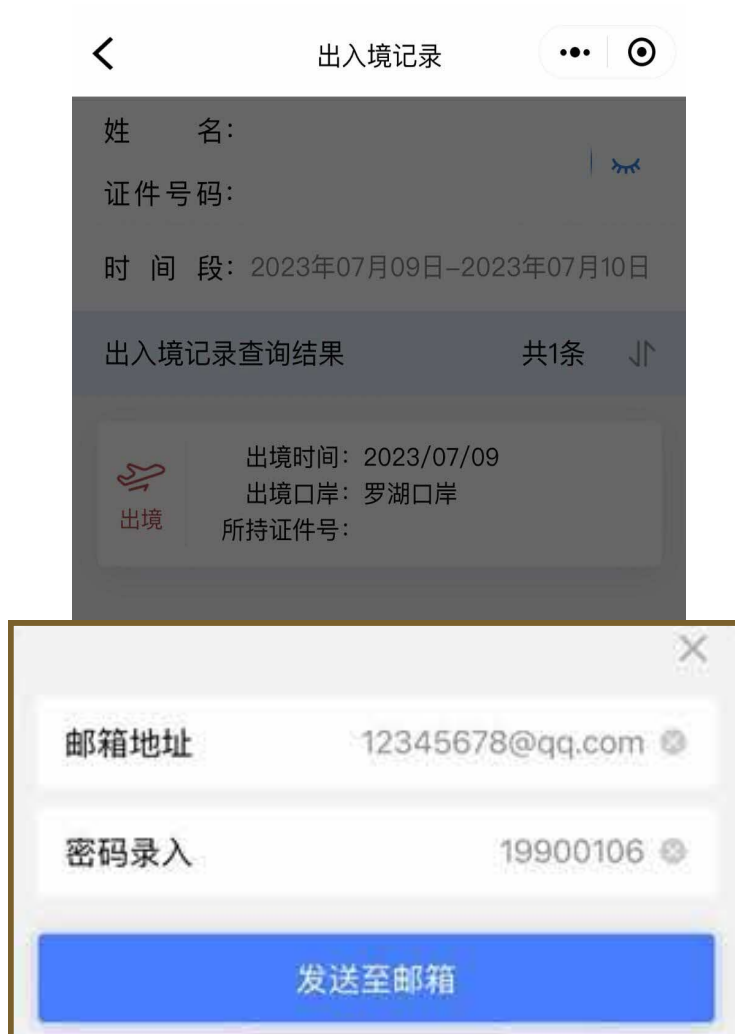 出入境记录
姓 名:
证件号码:
时 间 段: 2023年07月09日-2023年07月10日
出入境记录查询结果 共1条
出境时间: 2023/07/09
出境口岸: 罗湖口岸
出境 所持证件号:
邮箱地址 12345678@qq.com
密码录入 19900106
发送至邮箱